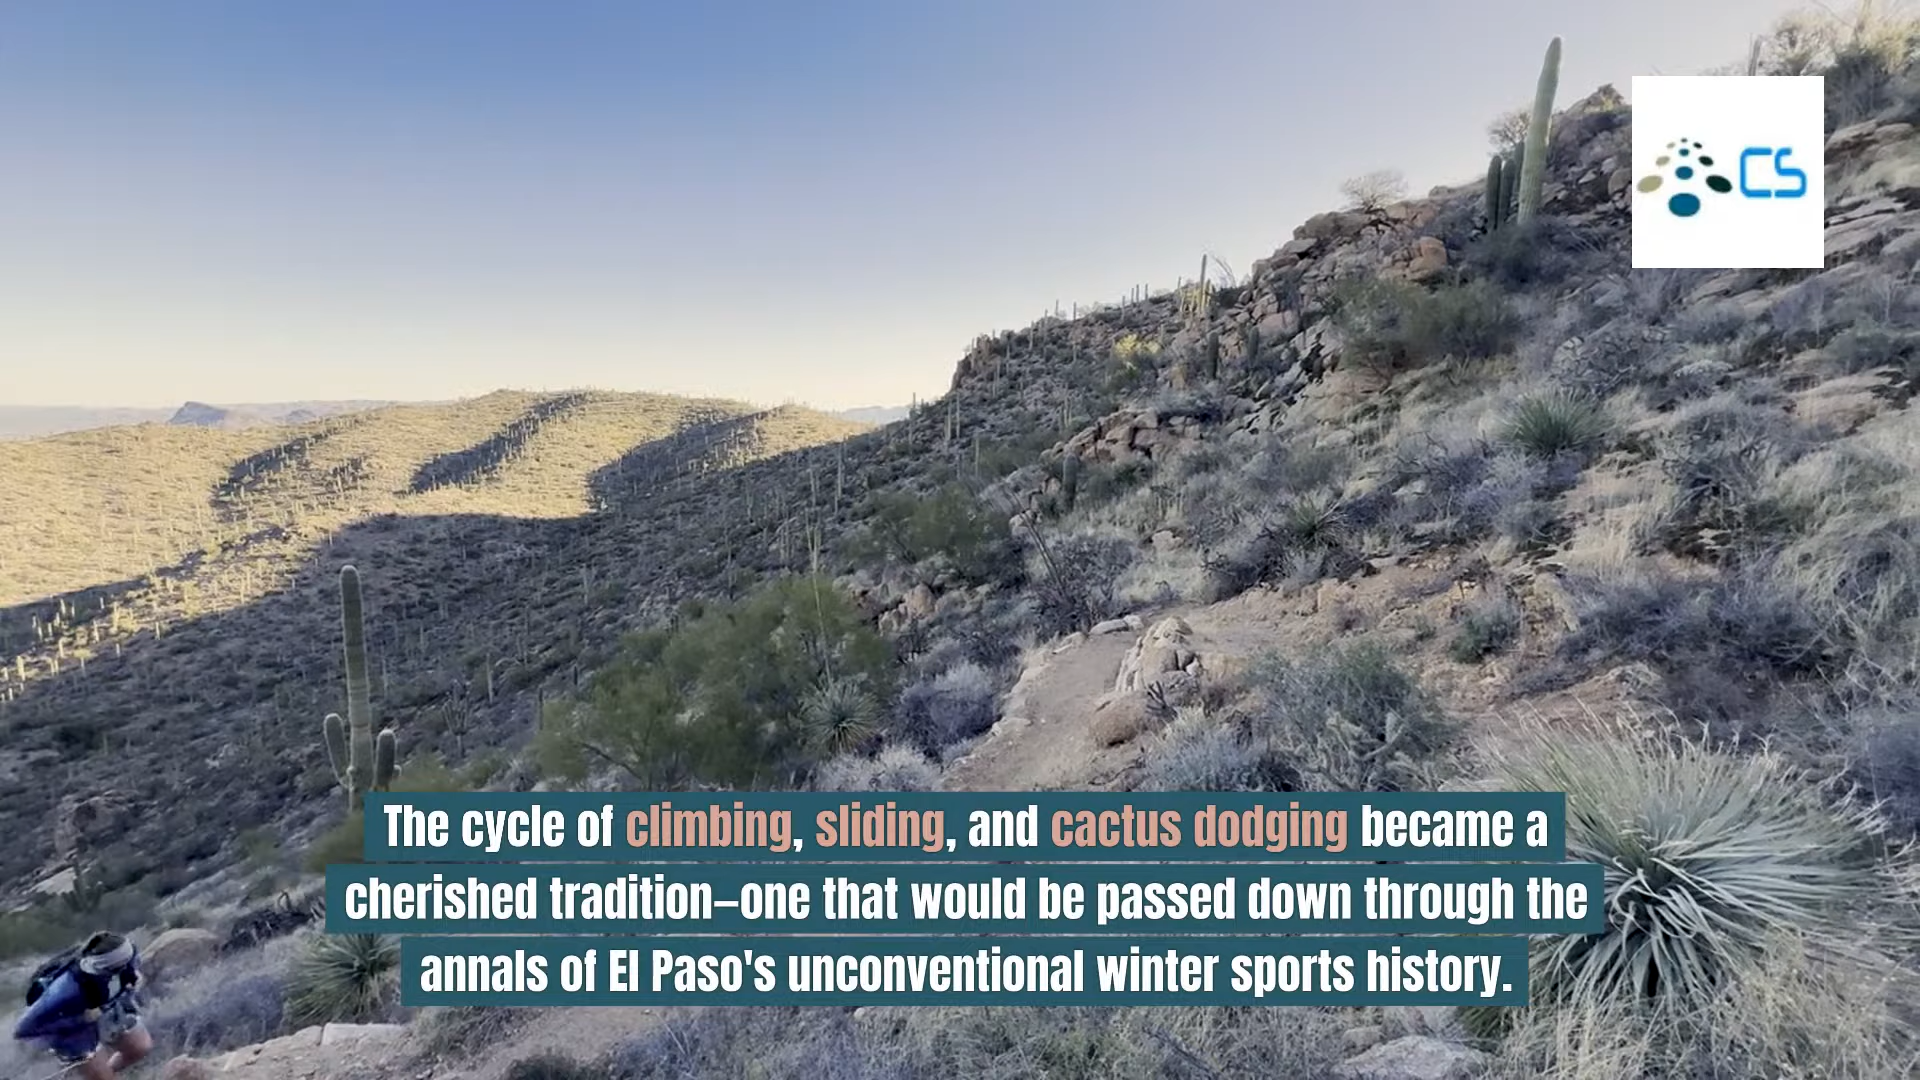 CS
The cycle of climbing, sliding, and cactus dodging became a
cherished tradition—one that would be passed down through the
annals of El Paso's unconventional winter sports history.